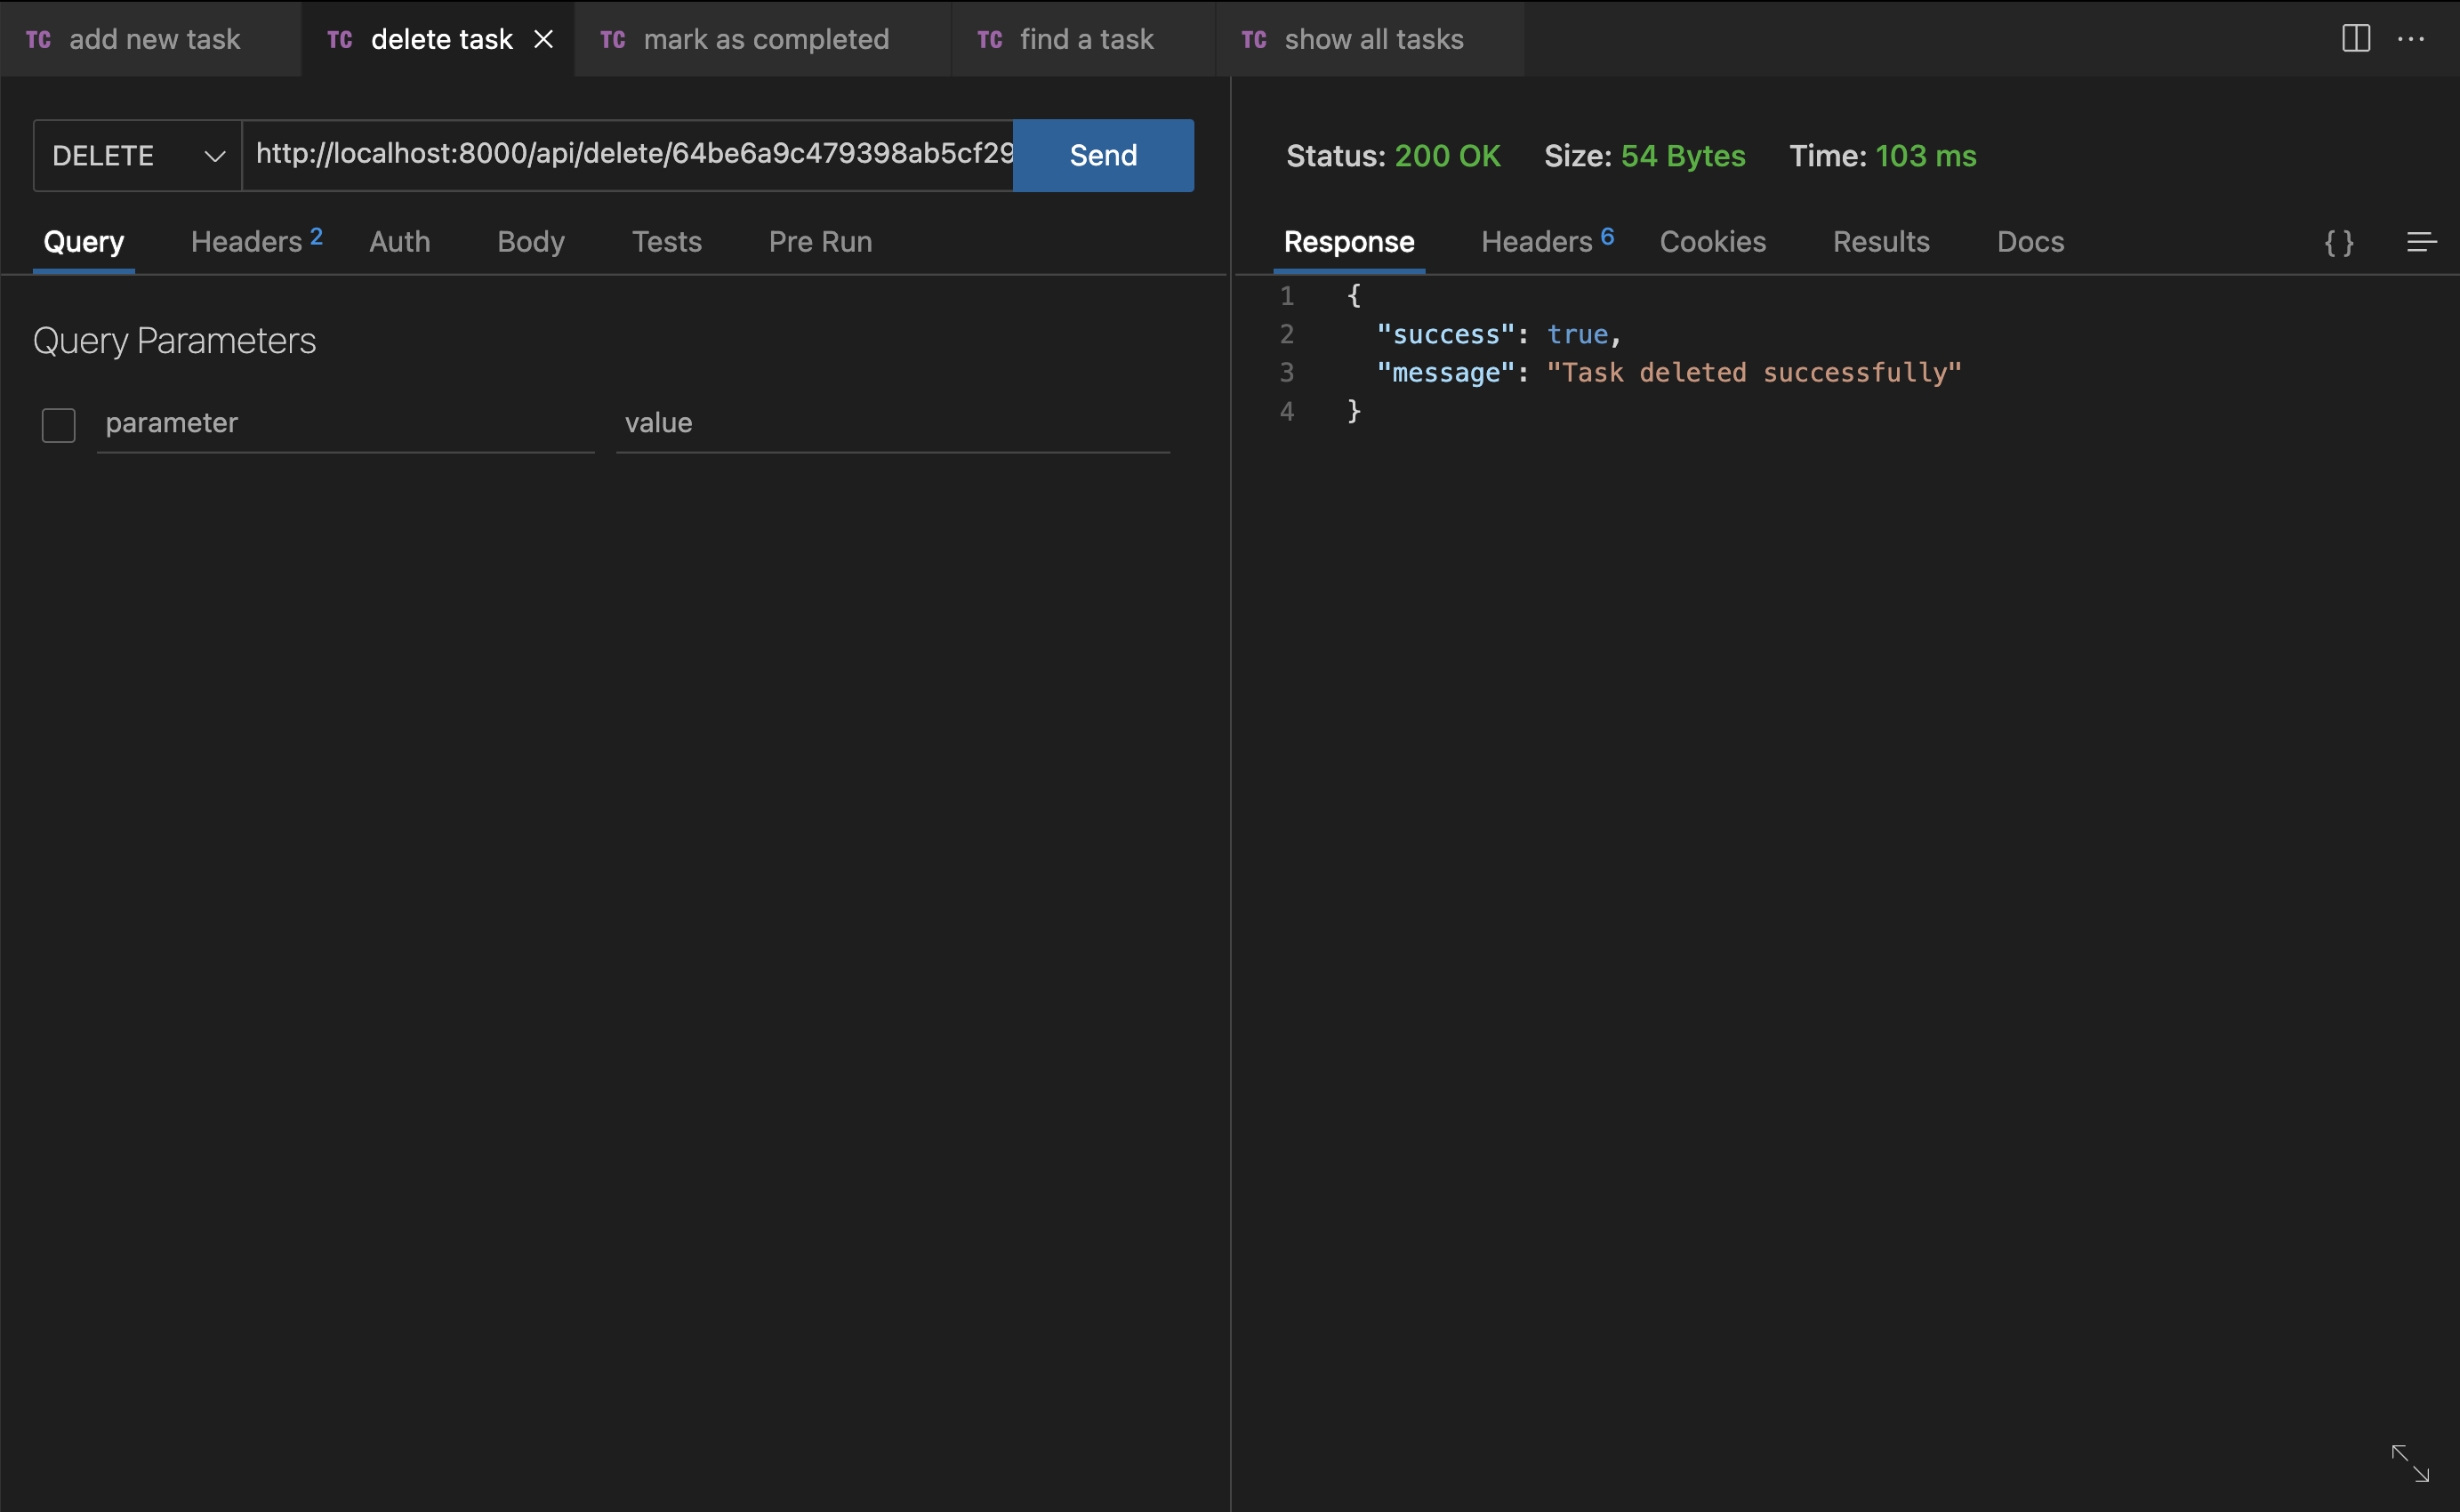 TC add new task TC delete task TC mark as completed TC find a task TC show all tasks
DELETE http://localhost:8000/api/delete/64be6a9c479398ab5cf29 Send
Status: 200 OK Size: 54 Bytes Time: 103 ms
Query Headers 2 Auth Body Tests Pre Run
Response Headers 6 Cookies Results Docs { }
Query Parameters
parameter value
1 {
2 "success": true,
3 "message": "Task deleted successfully"
4 }